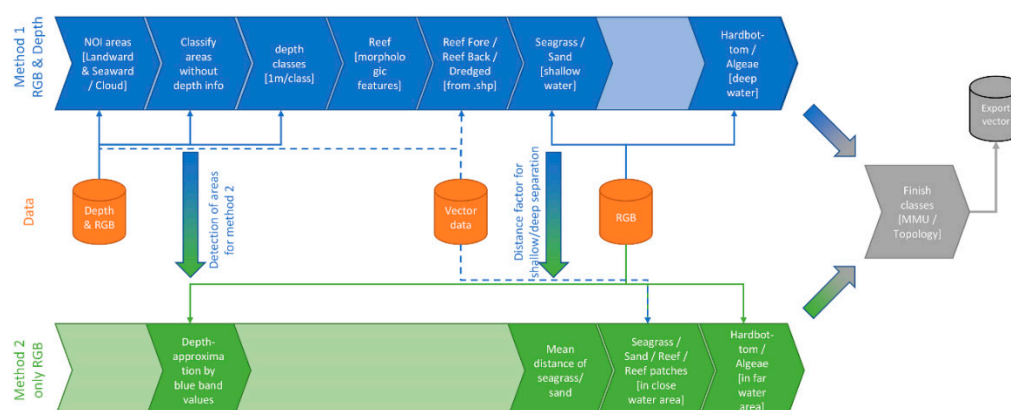 Method 1
RGB & Depth
NOI areas
[Landward
& Seaward
/ Cloud]
Classify
areas
without
depth info
depth
classes
[1m/class]
Reef
[morpholo
gic
features]
Reef Fore /
Reef Back /
Dredged
[from .shp]
Seagrass /
Sand
[shallow
water]
Hardbot-
tom /
Algeae
[deep
water]
Export
vector
Data
Depth
& RGB
Detection of areas
for method 2
Vector
data
Distance factor for
shallow/deep separation
RGB
Finish
classes
[MMU /
Topology]
Method 2
only RGB
Depth-
approxima
tion by
blue band
values
Mean
distance of
seagrass/
sand
Seagrass /
Sand / Reef /
Reef patches
[in close
water area]
Hardbot-
tom /
Algeae
[in far
water
area]